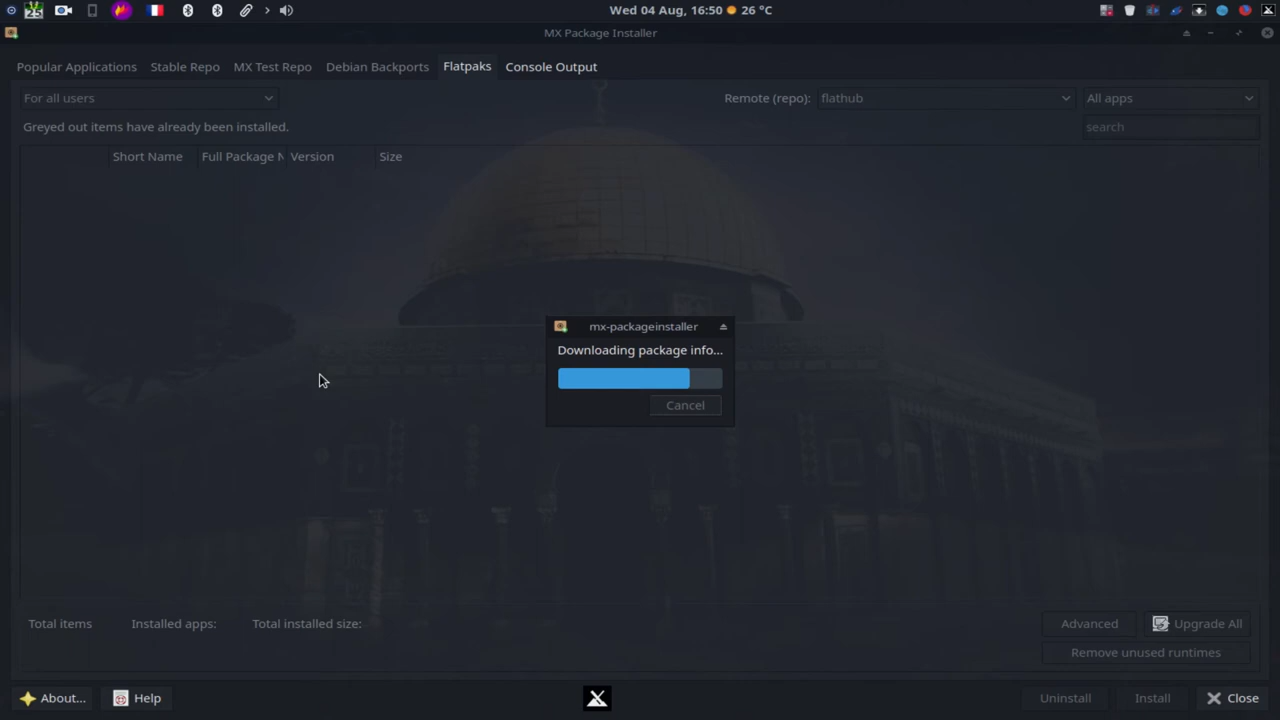 25
Wed 04 Aug, 16:50 26 °C
MX Package Installer
Popular Applications Stable Repo MX Test Repo Debian Backports Flatpaks Console Output
For all users Remote (repo): flathub All apps
Greyed out items have already been installed. search
Short Name Full Package N Version Size
mx-packageinstaller
Downloading package info...
Cancel
Total items Installed apps: Total installed size: Advanced Upgrade All
Remove unused runtimes
About... Help Uninstall Install Close